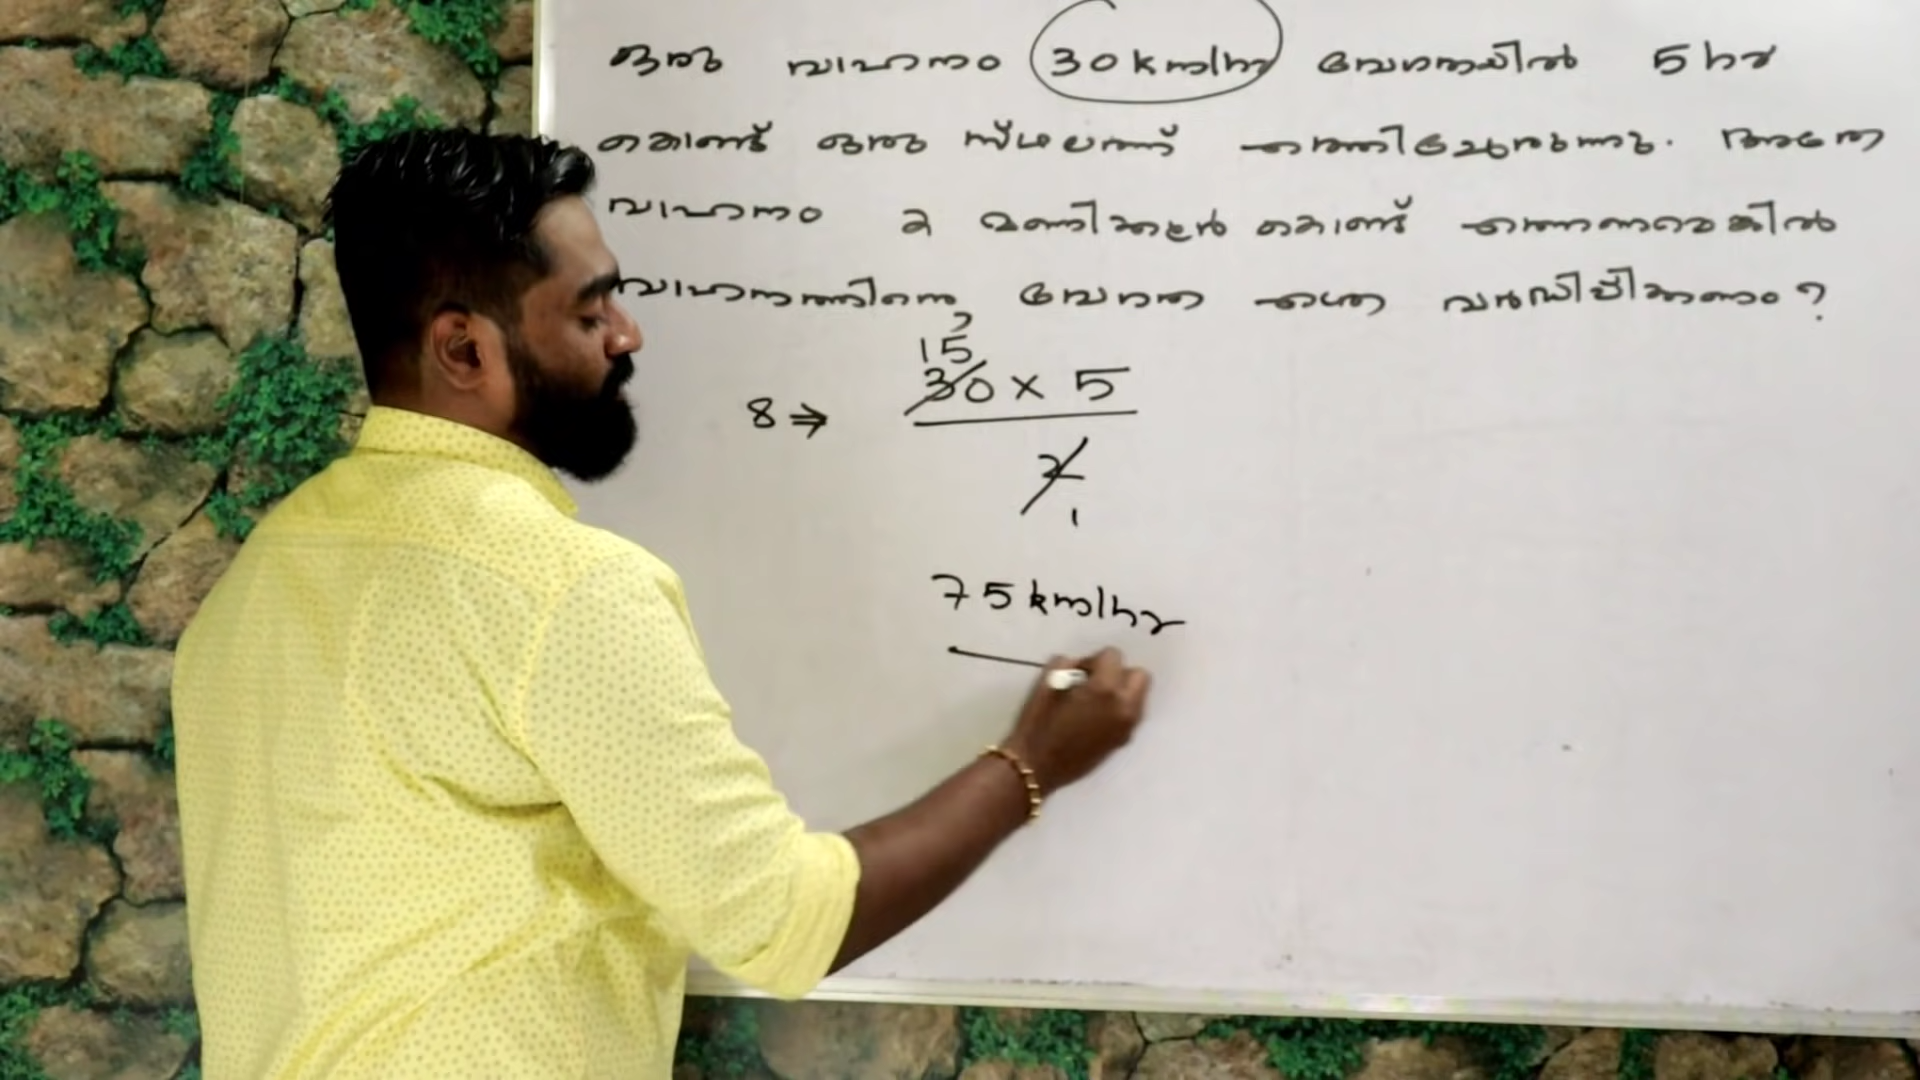 ഒരു വാഹനം 30km/hr വേഗതയിൽ 5hr
കൊണ്ട് ഒരു സ്ഥലത്ത് എത്തിച്ചേരുന്നു. അതേ
വാഹനം 2 മണിക്കൂർ കൊണ്ട് എത്തണമെങ്കിൽ
വാഹനത്തിന്റെ വേഗത എത്ര വർദ്ധിപ്പിക്കണം?
15
30 x 5
8 ⇒
2
1
75km/hr